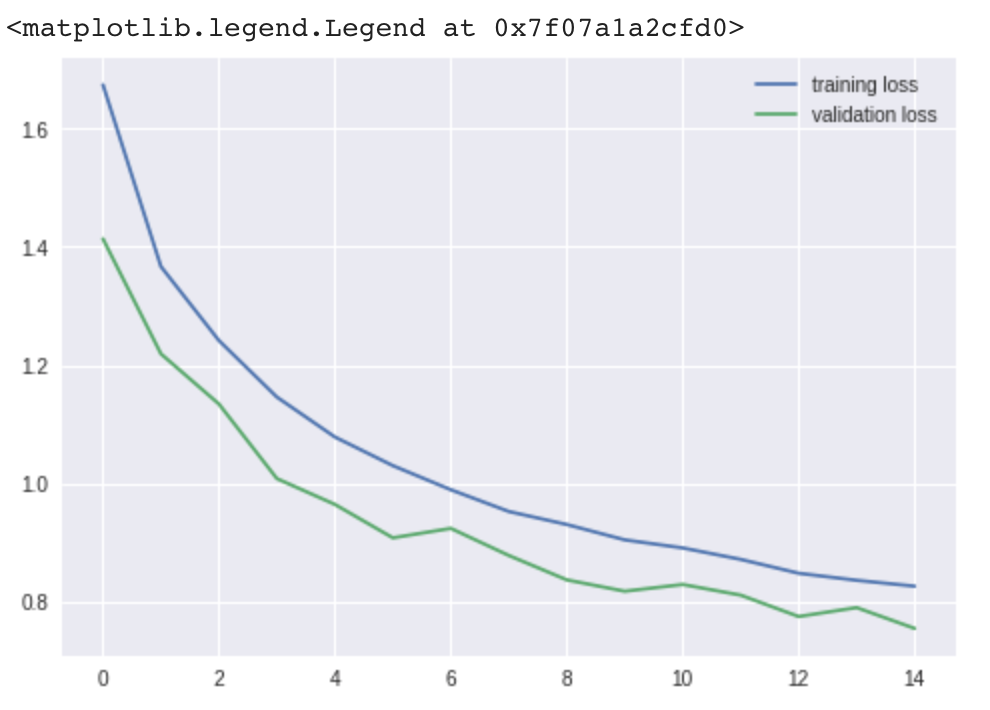 <matplotlib.legend.Legend at 0x7f07a1a2cfd0>
training loss
validation loss
1.6
1.4
1.2
1.0
0.8
0 2 4 6 8 10 12 14